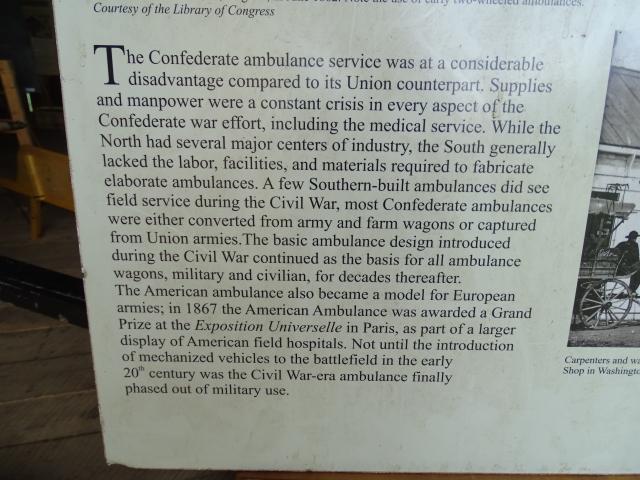 early two-wheeled ambulances.
Courtesy of the Library of Congress
The Confederate ambulance service was at a considerable
disadvantage compared to its Union counterpart. Supplies
and manpower were a constant crisis in every aspect of the
Confederate war effort, including the medical service. While the
North had several major centers of industry, the South generally
lacked the labor, facilities, and materials required to fabricate
elaborate ambulances. A few Southern-built ambulances did see
field service during the Civil War, most Confederate ambulances
were either converted from army and farm wagons or captured
from Union armies.The basic ambulance design introduced
during the Civil War continued as the basis for all ambulance
wagons, military and civilian, for decades thereafter.
The American ambulance also became a model for European
armies; in 1867 the American Ambulance was awarded a Grand
Prize at the Exposition Universelle in Paris, as part of a larger
display of American field hospitals. Not until the introduction
of mechanized vehicles to the battlefield in the early
20th century was the Civil War-era ambulance finally
phased out of military use.
Carpenters and
Shop in